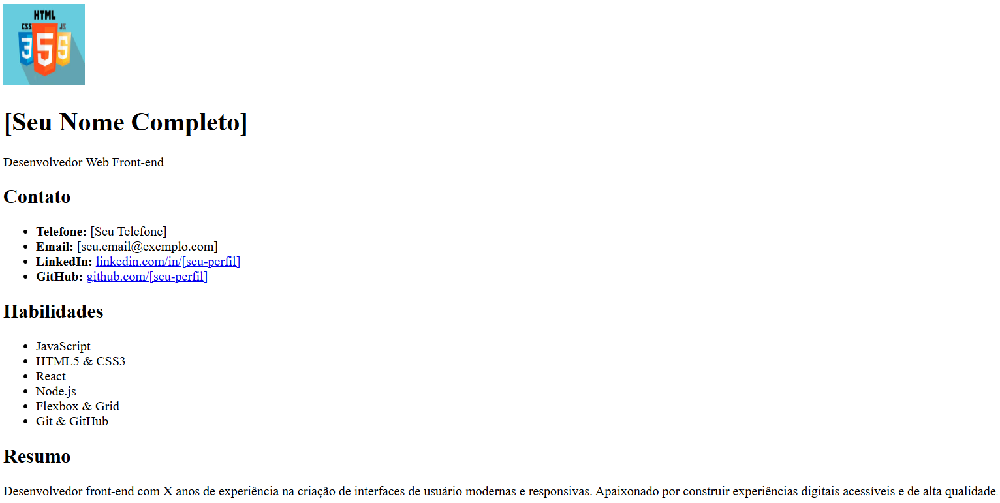 HTML
CSS JS
3 5 S
[Seu Nome Completo]
Desenvolvedor Web Front-end
Contato
Telefone: [Seu Telefone]
Email: [seu.email@exemplo.com]
LinkedIn: linkedin.com/in/[seu-perfil]
GitHub: github.com/[seu-perfil]
Habilidades
JavaScript
HTML5 & CSS3
React
Node.js
Flexbox & Grid
Git & GitHub
Resumo
Desenvolvedor front-end com X anos de experiência na criação de interfaces de usuário modernas e responsivas. Apaixonado por construir experiências digitais acessíveis e de alta qualidade.